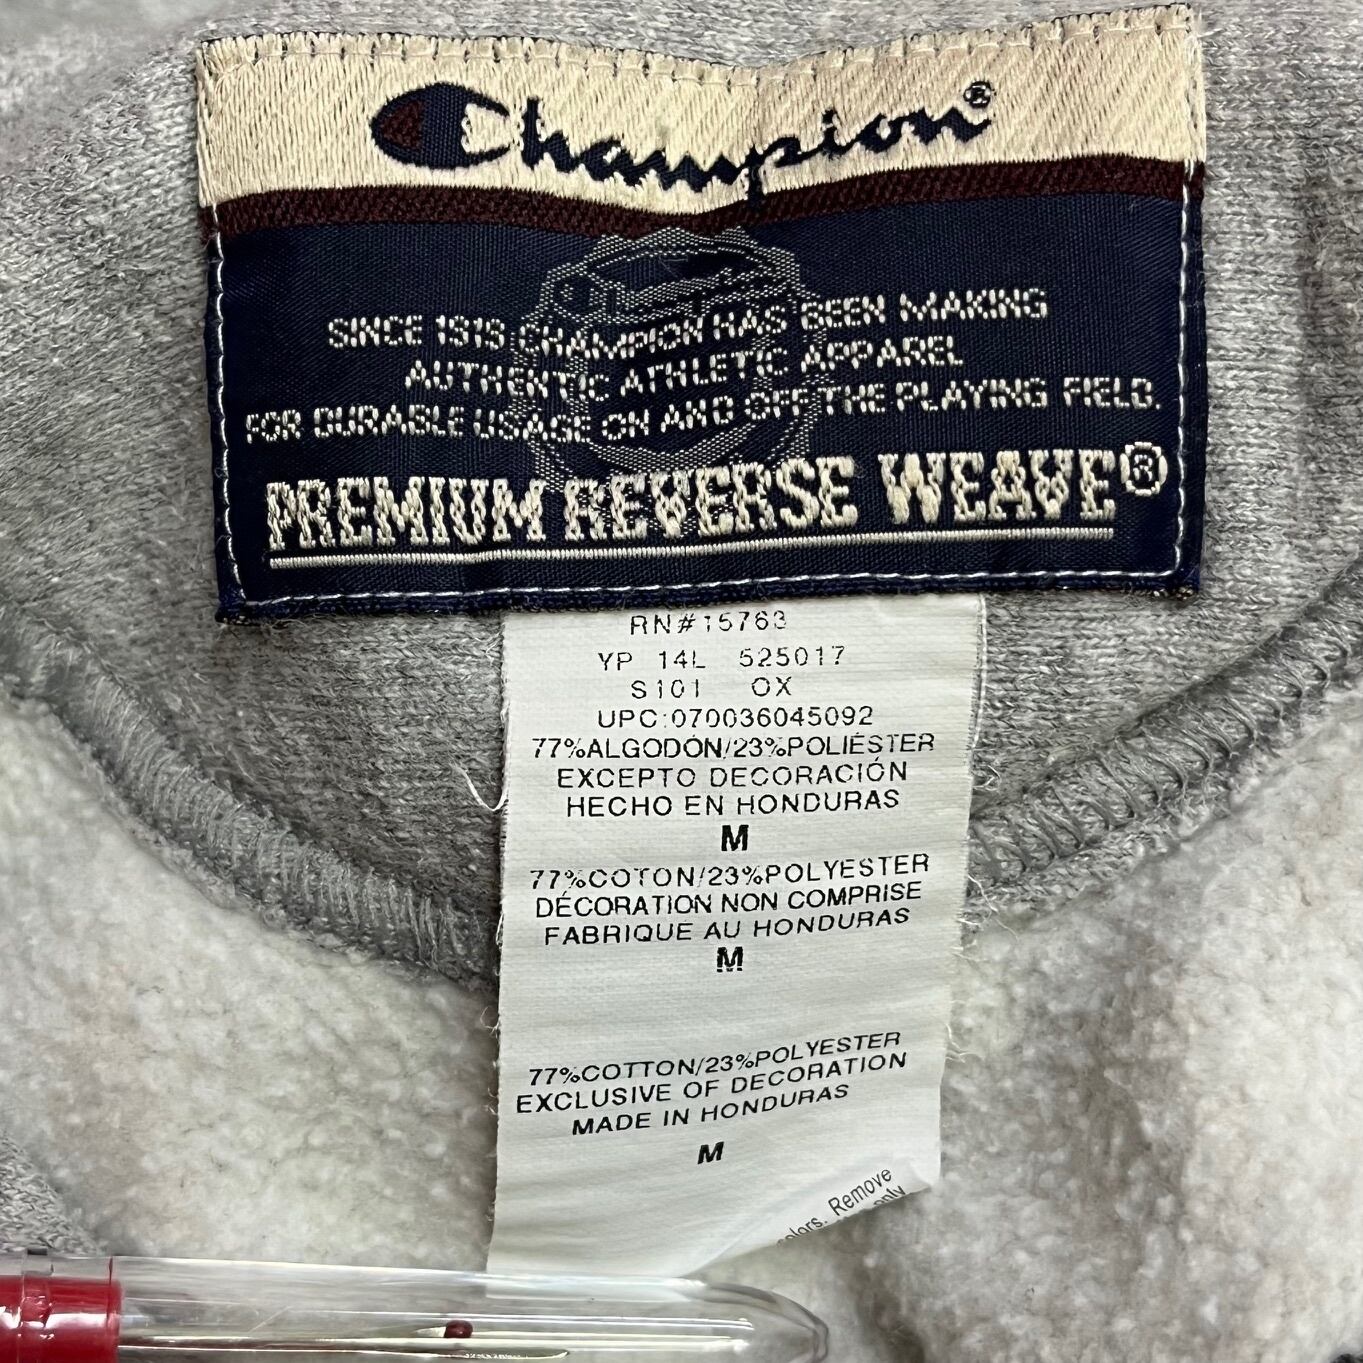 Champion®
SINCE 1919 CHAMPION HAS BEEN MAKING
AUTHENTIC ATHLETIC APPAREL
FOR DURABLE USAGE ON AND OFF THE PLAYING FIELD.
PREMIUM REVERSE WEAVE®
RN#15763
YP 14L 525017
S101 OX
UPC:070036045092
77%ALGODÓN/23%POLIÉSTER
EXCEPTO DECORACIÓN
HECHO EN HONDURAS
M
77%COTON/23%POLYESTER
DÉCORATION NON COMPRISE
FABRIQUE AU HONDURAS
M
77%COTTON/23%POLYESTER
EXCLUSIVE OF DECORATION
MADE IN HONDURAS
M
Remove
only